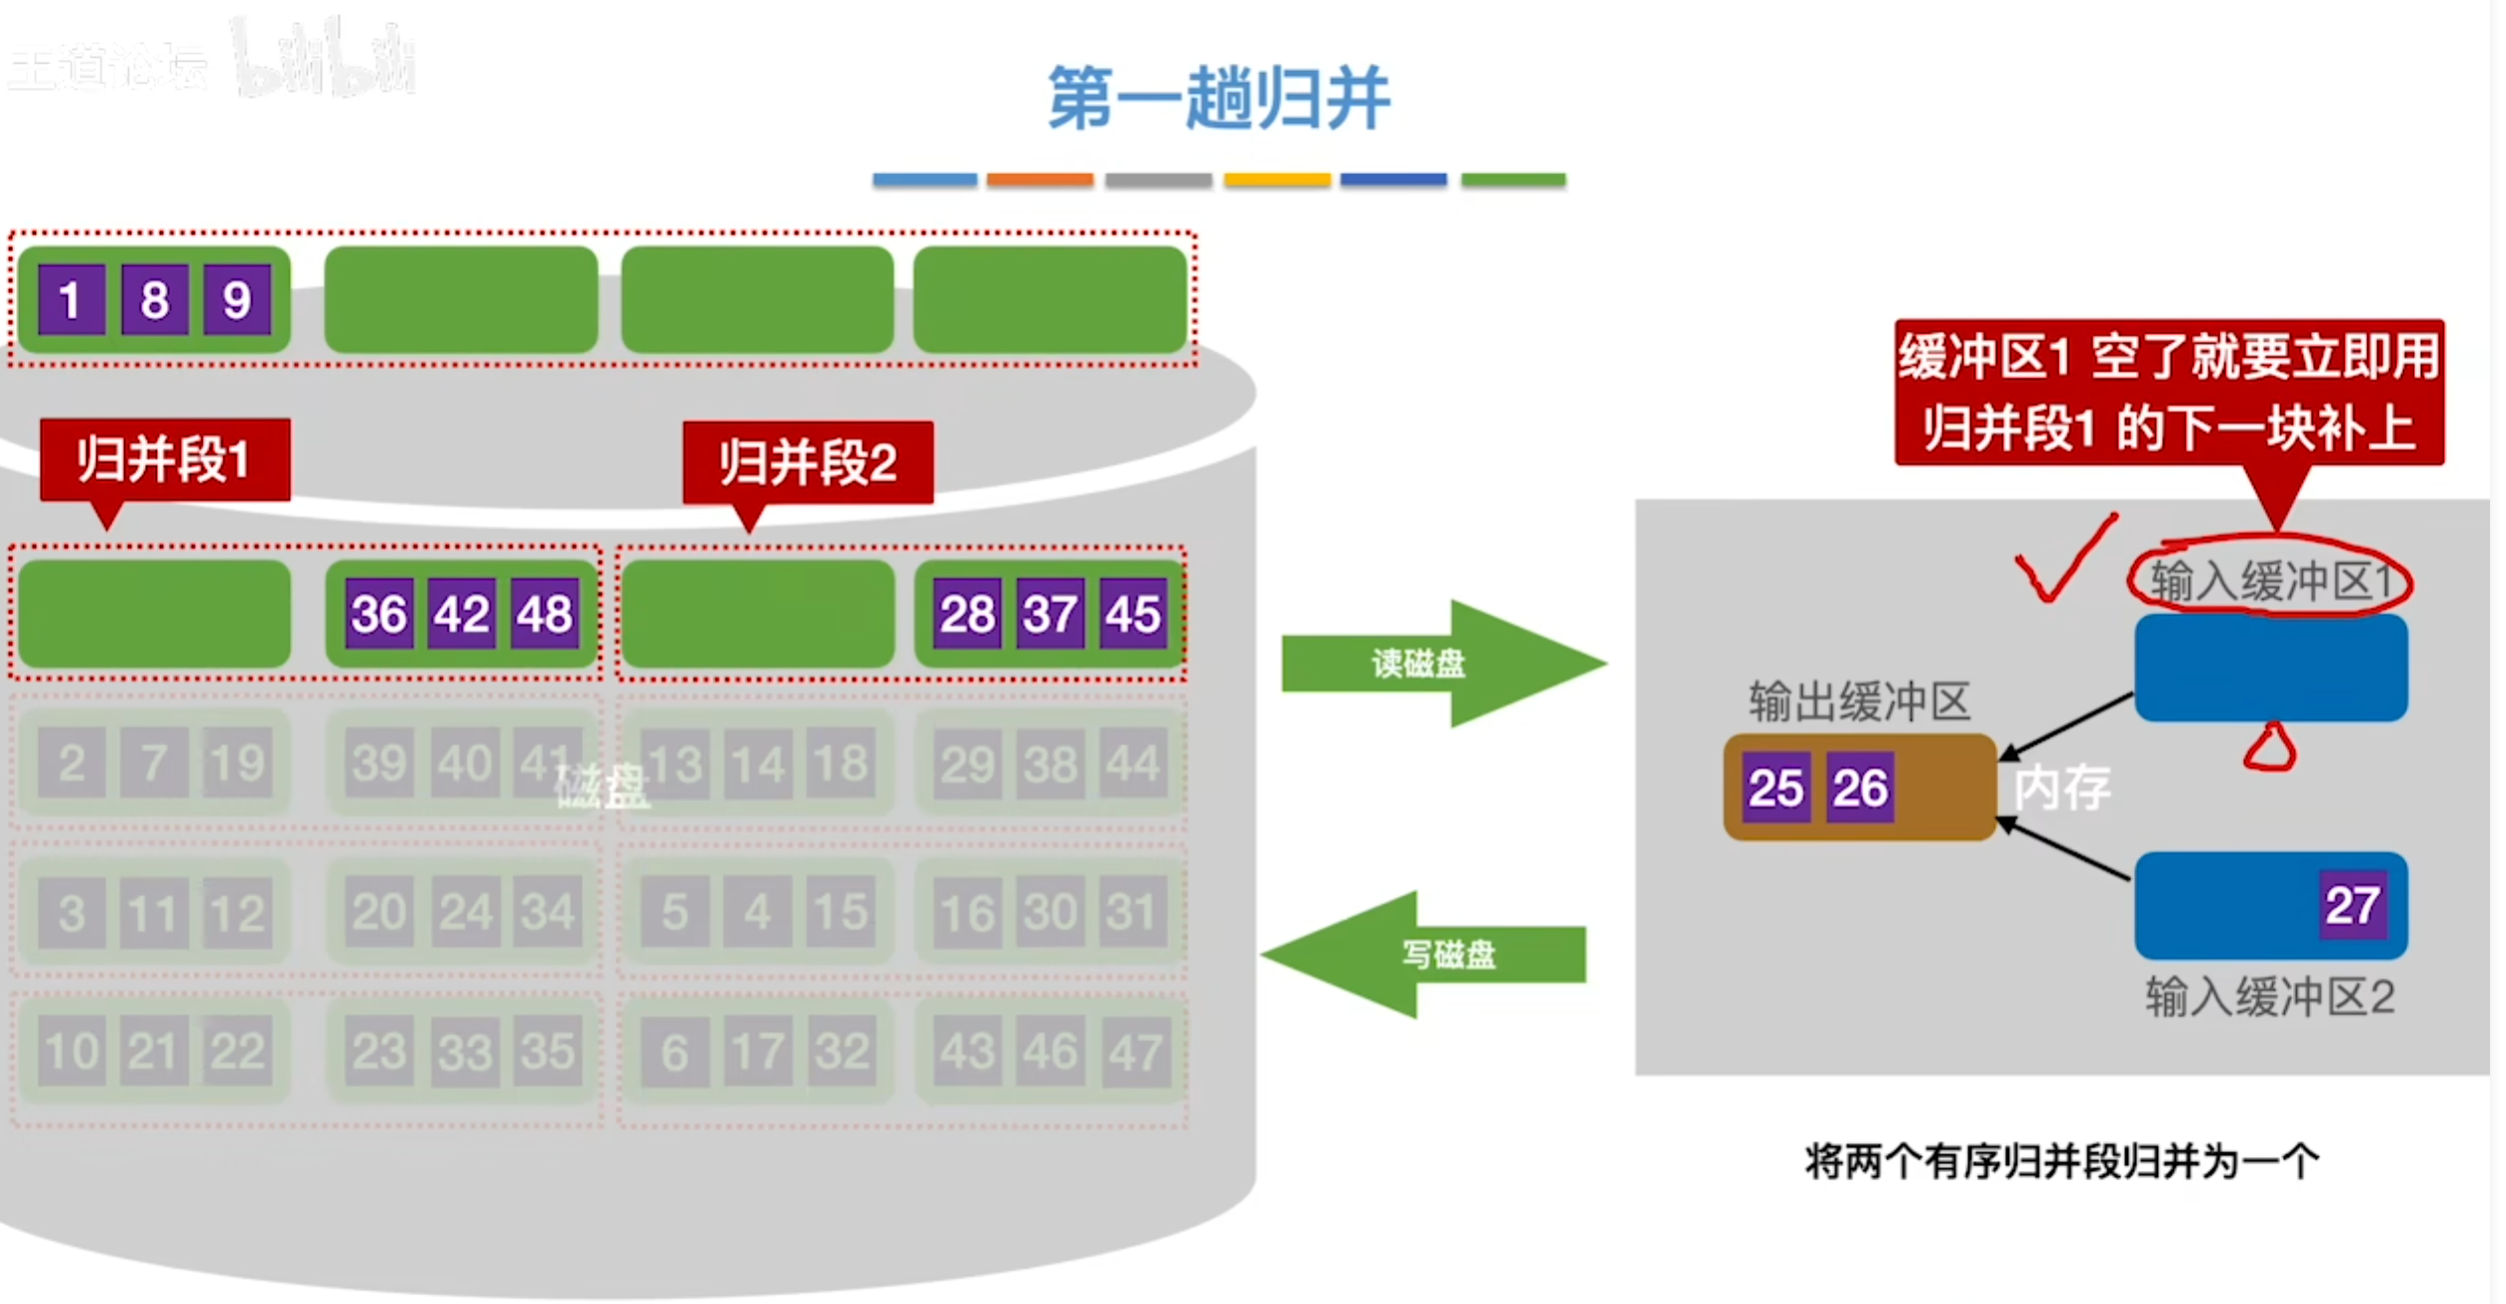 王道论坛 bilibili
第一趟归并
1 8 9
缓冲区1 空了就要立即用
归并段1 的下一块补上
归并段1
归并段2
36 42 48
28 37 45
2 7 19
39 40 41
13 14 18
29 38 44
磁盘
3 11 12
20 24 34
5 4 15
16 30 31
10 21 22
23 33 35
6 17 32
43 46 47
读磁盘
写磁盘
输入缓冲区1
输出缓冲区
25 26
内存
27
输入缓冲区2
将两个有序归并段归并为一个